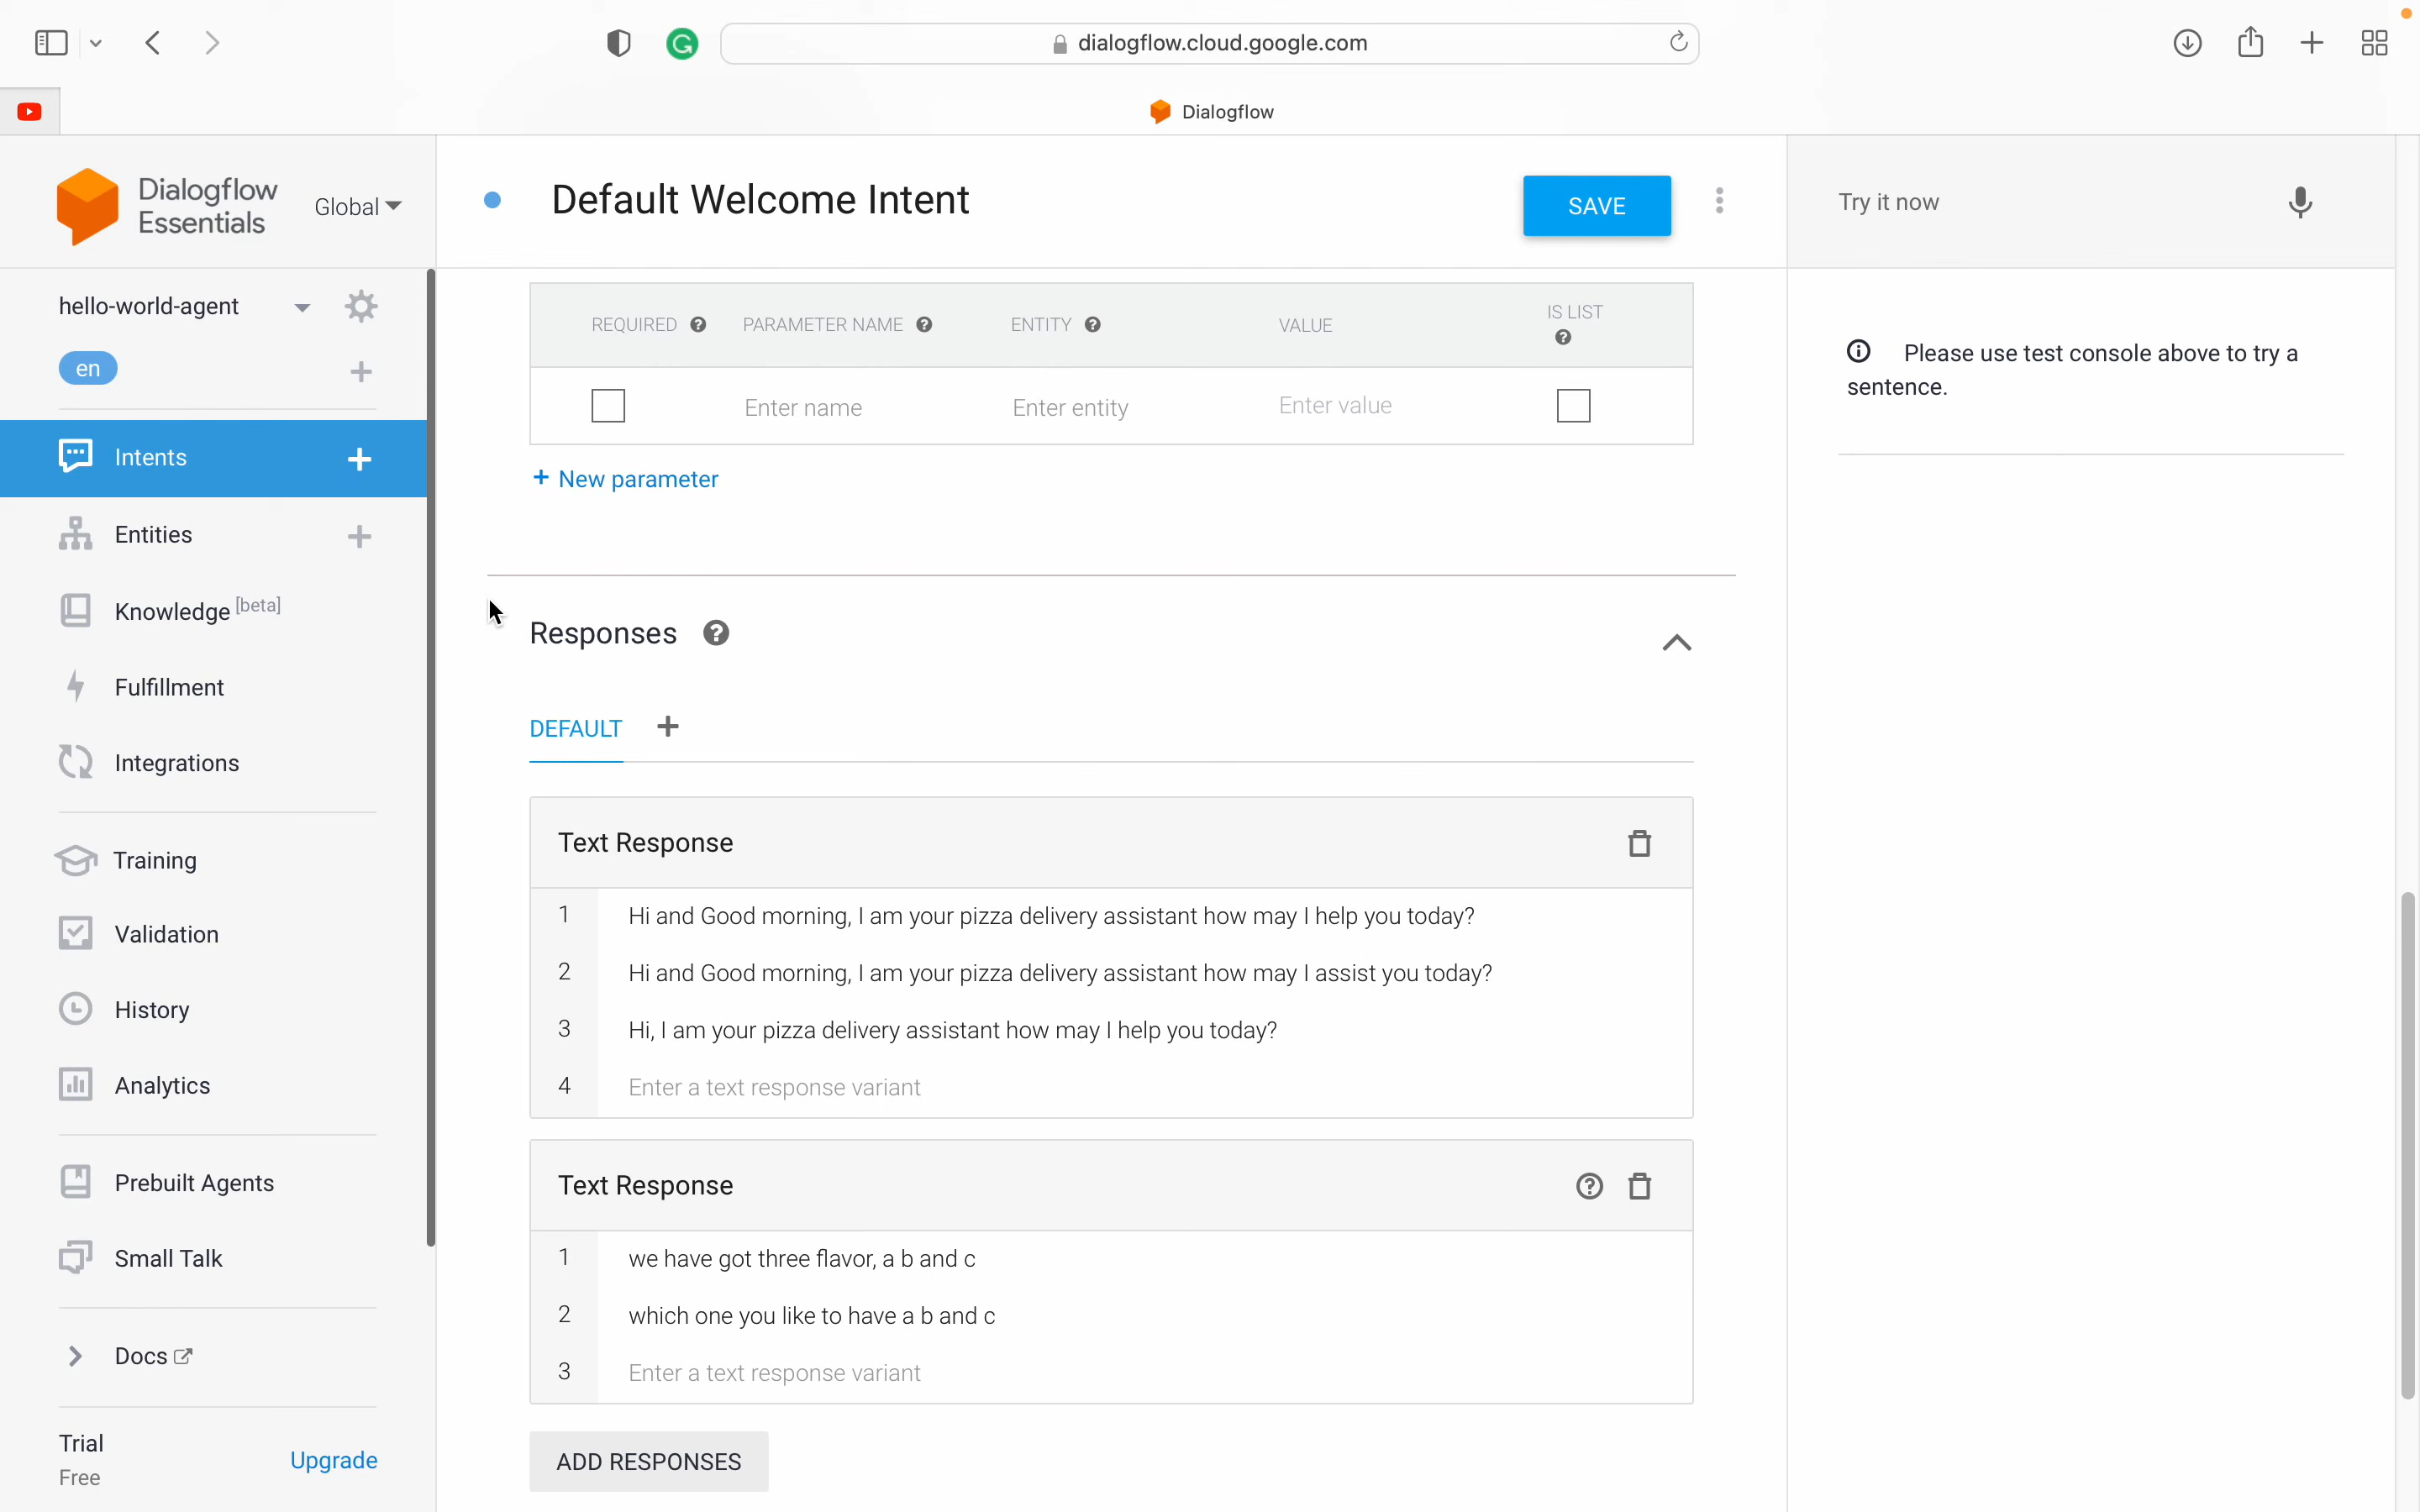 dialogflow.cloud.google.com
Dialogflow
Dialogflow
Essentials
Global
Default Welcome Intent
SAVE
Try it now
hello-world-agent
en
REQUIRED
PARAMETER NAME
ENTITY
VALUE
IS LIST
Please use test console above to try a
sentence.
Enter name
Enter entity
Enter value
Intents
+ New parameter
Entities
Knowledge [beta]
Responses
Fulfillment
DEFAULT
Integrations
Text Response
Training
1 Hi and Good morning, I am your pizza delivery assistant how may I help you today?
Validation
2 Hi and Good morning, I am your pizza delivery assistant how may I assist you today?
History
3 Hi, I am your pizza delivery assistant how may I help you today?
Analytics
4 Enter a text response variant
Prebuilt Agents
Text Response
Small Talk
1 we have got three flavor, a b and c
2 which one you like to have a b and c
Docs
3 Enter a text response variant
Trial
Free
Upgrade
ADD RESPONSES